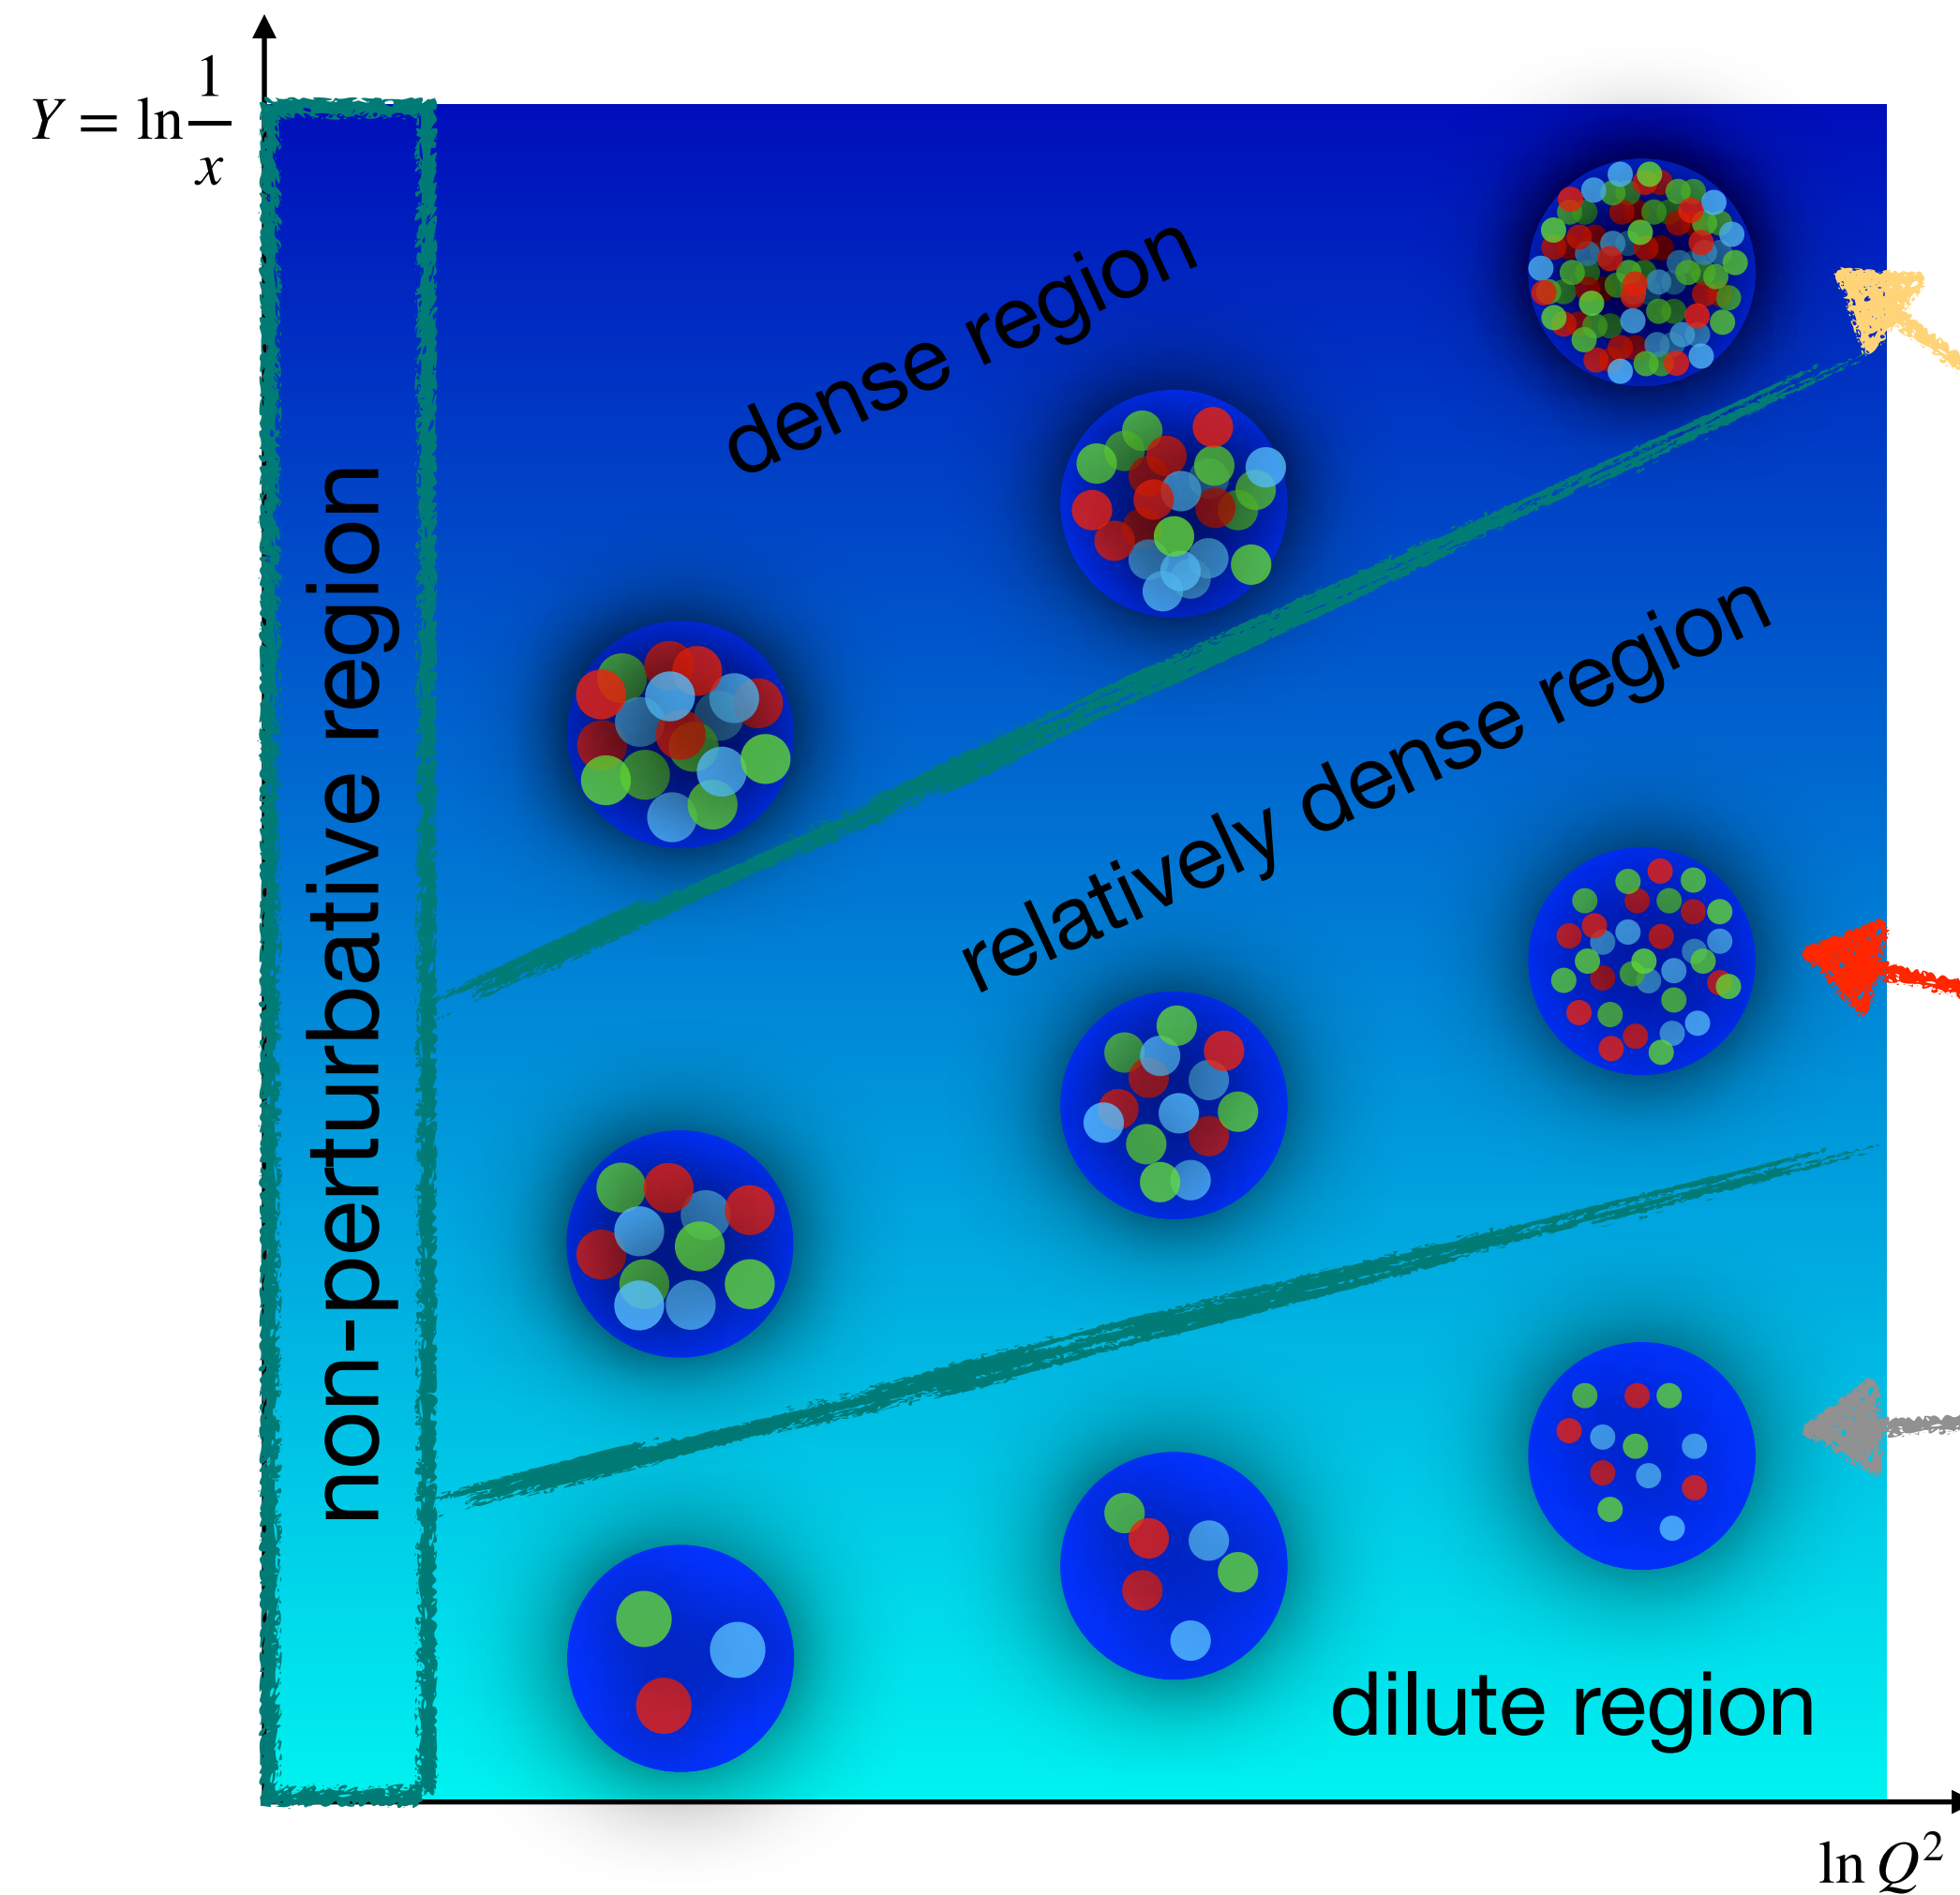 Y = ln 1/x
dense region
relatively dense region
non-perturbative region
dilute region
ln Q²